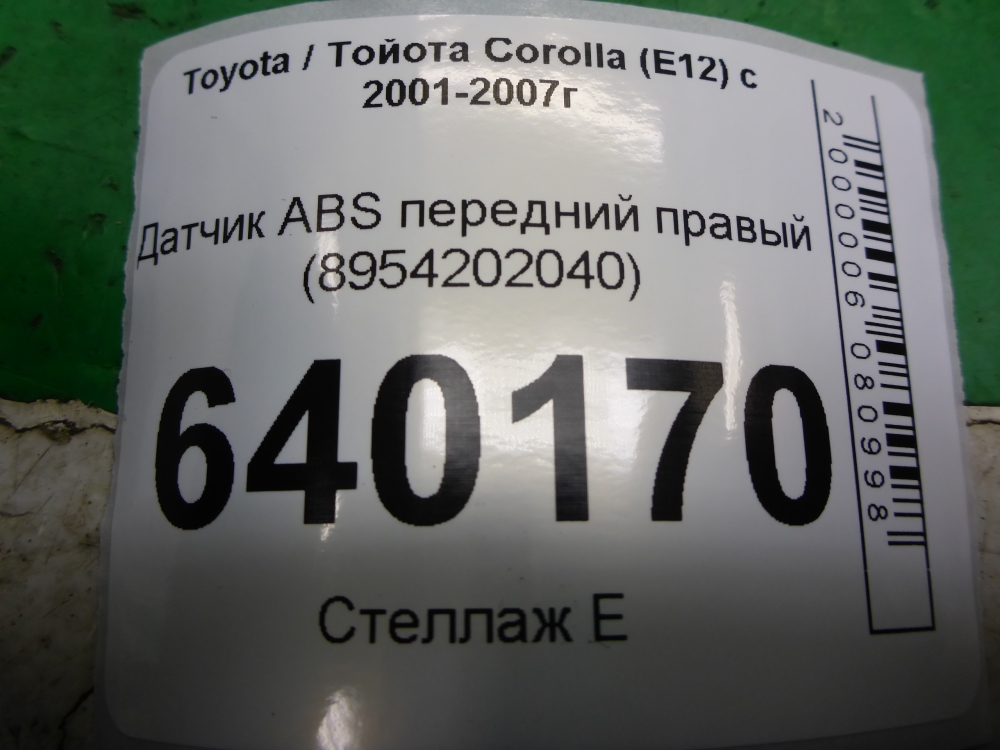 Toyota / Тойота Corolla (E12) с
2001-2007г
Датчик ABS передний правый
(8954202040)
640170
Стеллаж Е
2000006080998